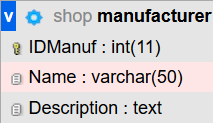 v shop manufacturer
IDManuf : int(11)
Name : varchar(50)
Description : text